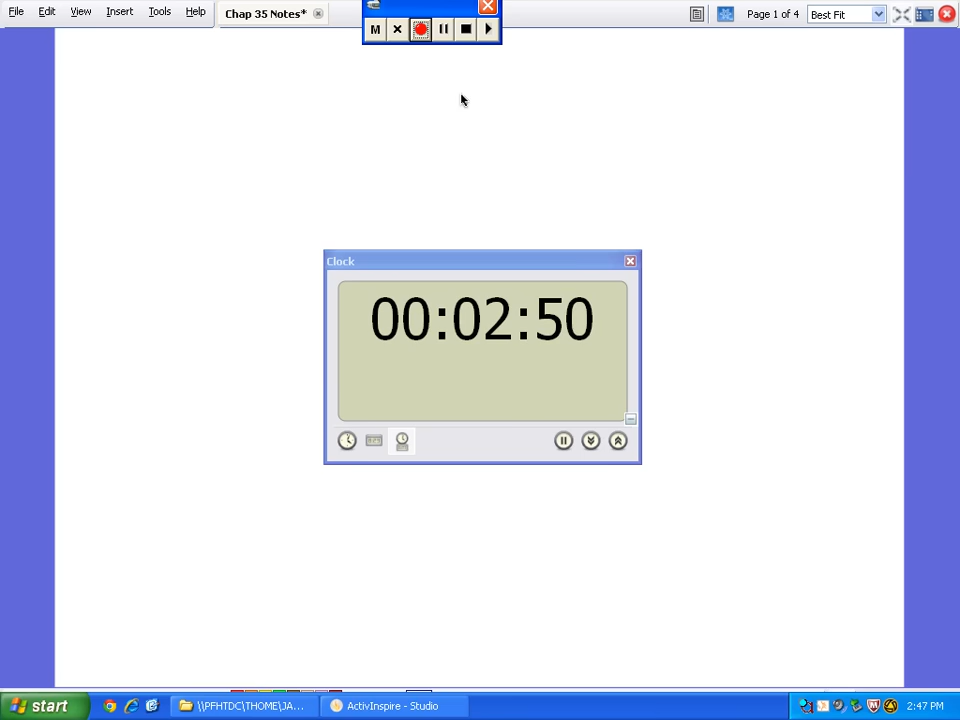 File Edit View Insert Tools Help Chap 35 Notes* Page 1 of 4 Best Fit
M
Clock
00:02:50
start \\PFHTDC\THOME\JA... ActivInspire - Studio 2:47 PM